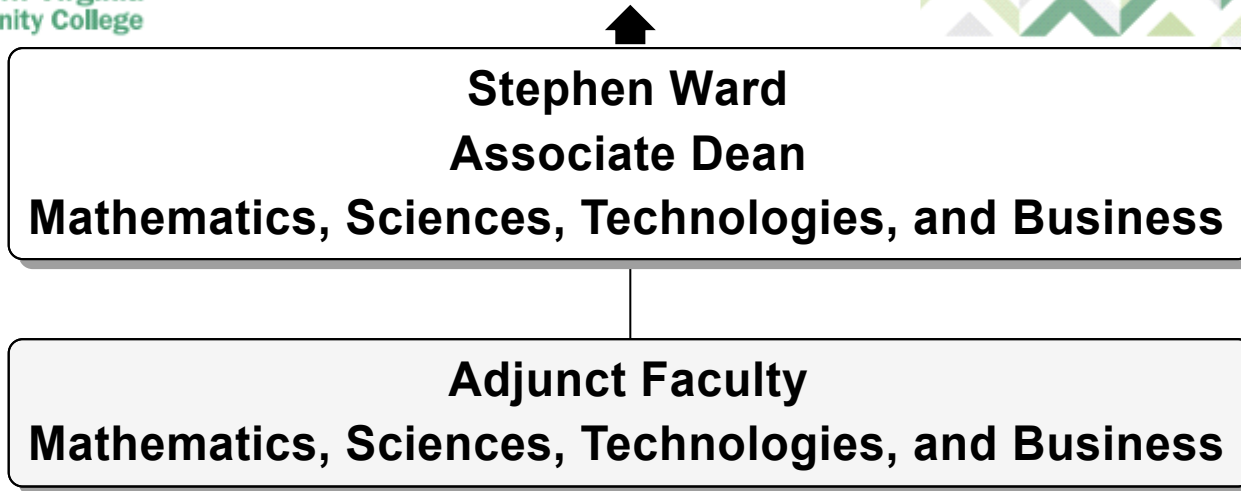 nity College
Stephen Ward
Associate Dean
Mathematics, Sciences, Technologies, and Business
Adjunct Faculty
Mathematics, Sciences, Technologies, and Business